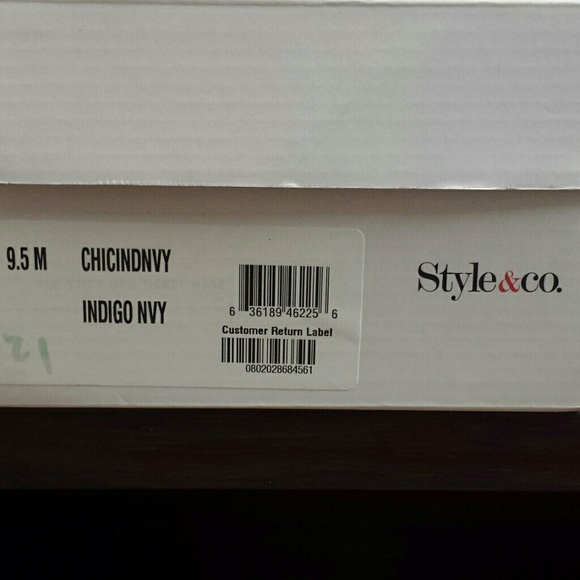 9.5 M CHICINDNVY
INDIGO NVY
6 36189 46225 6
Customer Return Label
0802028684561
Style&co.